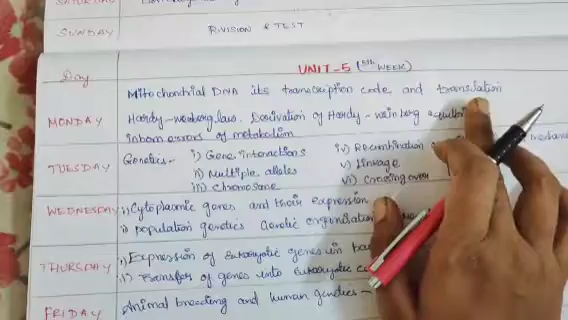 SATURDAY
SUNDAY RIVISION & TEST
UNIT-5 (5th WEEK)
Day
Mitochondrial DNA its transcription code and translation
MONDAY Hardy-weinberg law. Derivation of Hardy-weinberg
inborn errors of metabolism
TUESDAY Genetics- i) Gene interactions iv) Recombination
ii) Multiple alleles v) Linkage
iii) Chromosome vi) Crossing over
WEDNESDAY i) Cytoplasmic genes and their expression
ii) Population genetics Genetic organisation
THURSDAY i) Expression of Eukaryotic genes in
ii) Transfer of genes into Eukaryotic
FRIDAY Animal breeding and human genetics-